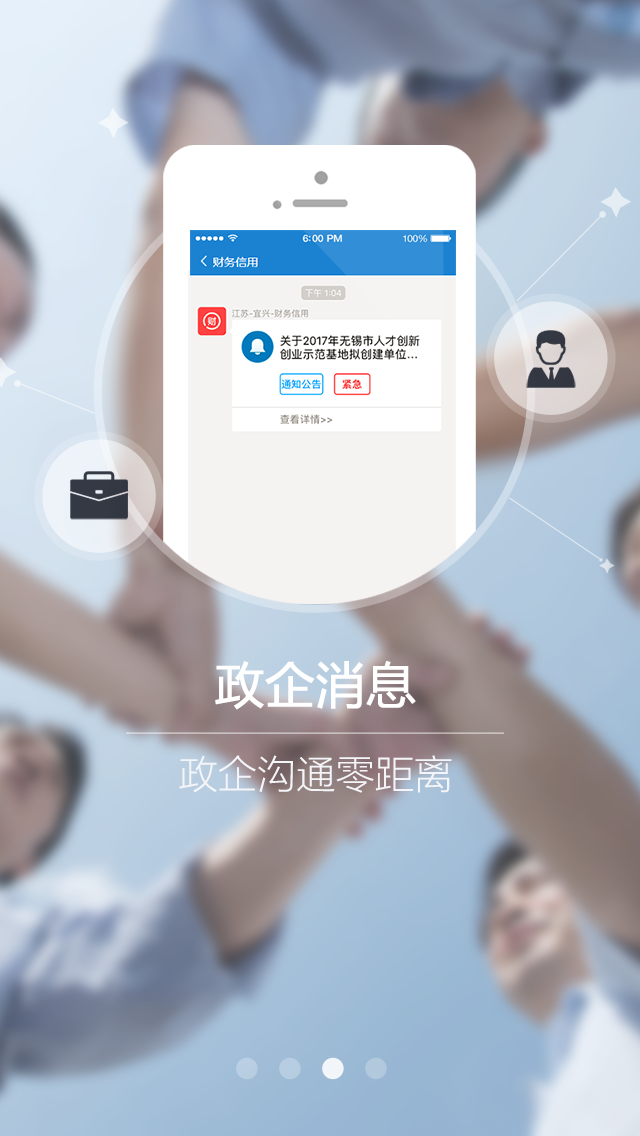 6:00 PM 100%
财务信用
下午 1:04
江苏-宜兴-财务信用
财
关于2017年无锡市人才创新
创业示范基地拟创建单位...
通知公告 紧急
查看详情>>
政企消息
政企沟通零距离